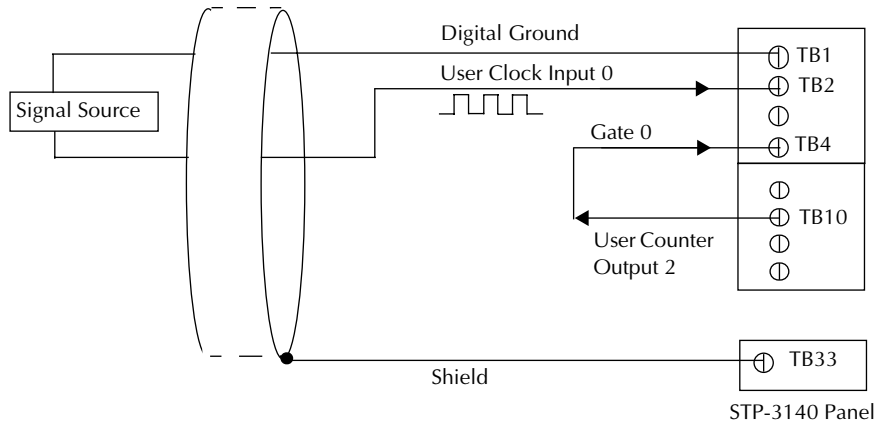 Digital Ground
TB1
User Clock Input 0
TB2
Signal Source
Gate 0
TB4
TB10
User Counter
Output 2
TB33
Shield
STP-3140 Panel